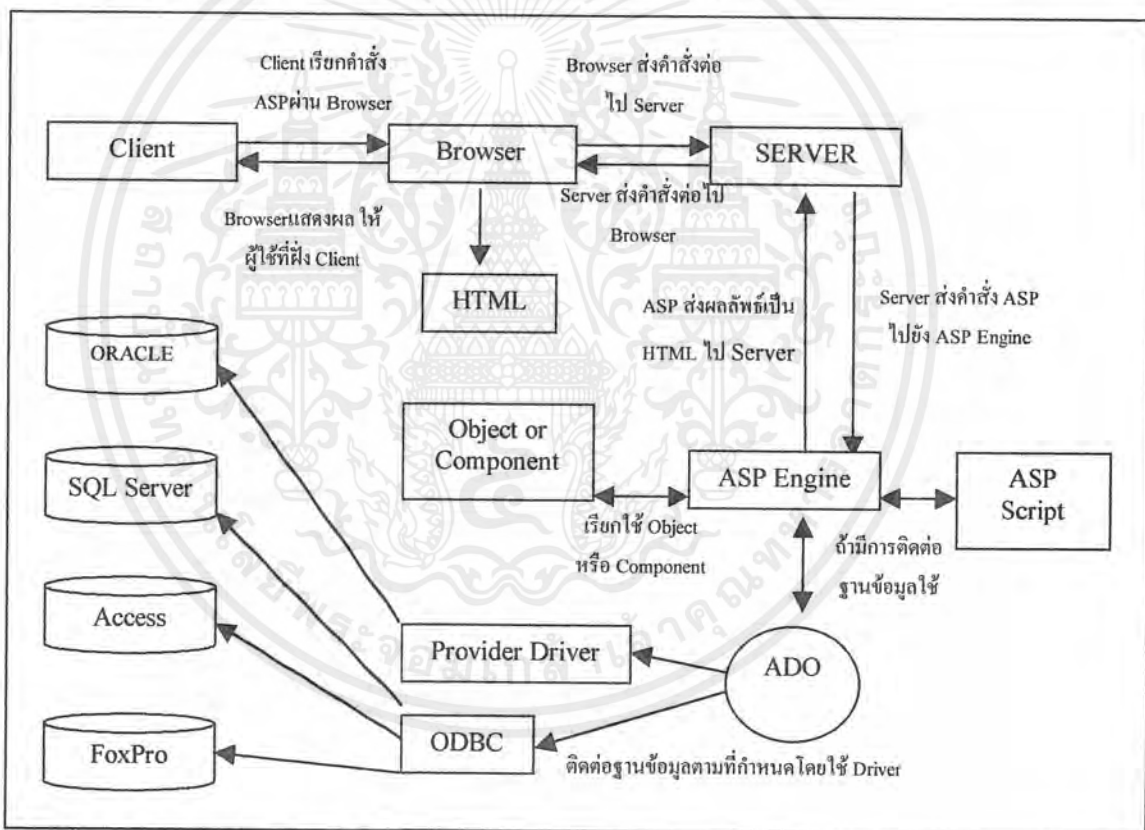 Client เรียกคำสั่ง
ASPผ่าน Browser
Browser ส่งคำสั่งต่อ
ไป Server
Client
Browser
SERVER
Browserแสดงผล ให้
ผู้ใช้ที่ฝั่ง Client
Server ส่งคำสั่งต่อไป
Browser
HTML
ASP ส่งผลลัพธ์เป็น
HTML ไป Server
Server ส่งคำสั่ง ASP
ไปยัง ASP Engine
ORACLE
Object or
Component
SQL Server
ASP Engine
ASP
Script
เรียกใช้ Object
หรือ Component
ถ้ามีการติดต่อ
ฐานข้อมูลใช้
Access
Provider Driver
ADO
FoxPro
ODBC
ติดต่อฐานข้อมูลตามที่กำหนดโดยใช้ Driver